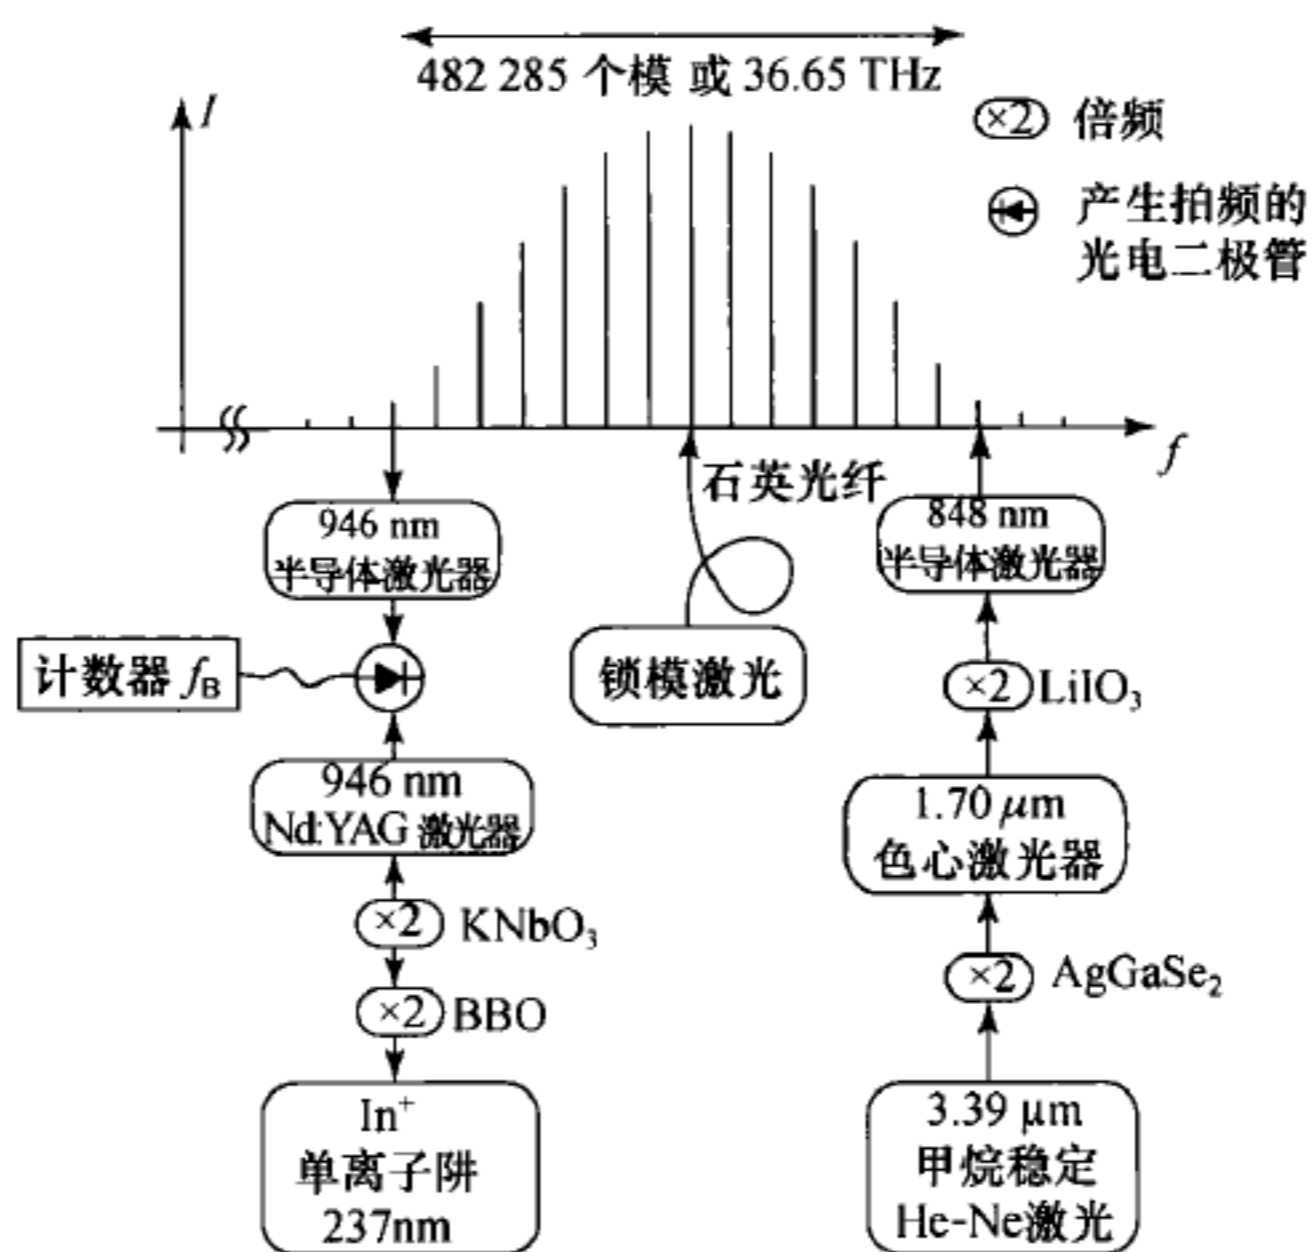 482 285 个模 或 36.65 THz
I
×2 倍频
产生拍频的
光电二极管
f
石英光纤
946 nm
半导体激光器
848 nm
半导体激光器
计数器 fB
锁模激光
×2 LiIO3
946 nm
Nd:YAG 激光器
1.70 μm
色心激光器
×2 KNbO3
×2 AgGaSe2
×2 BBO
In+
单离子阱
237nm
3.39 μm
甲烷稳定
He-Ne激光